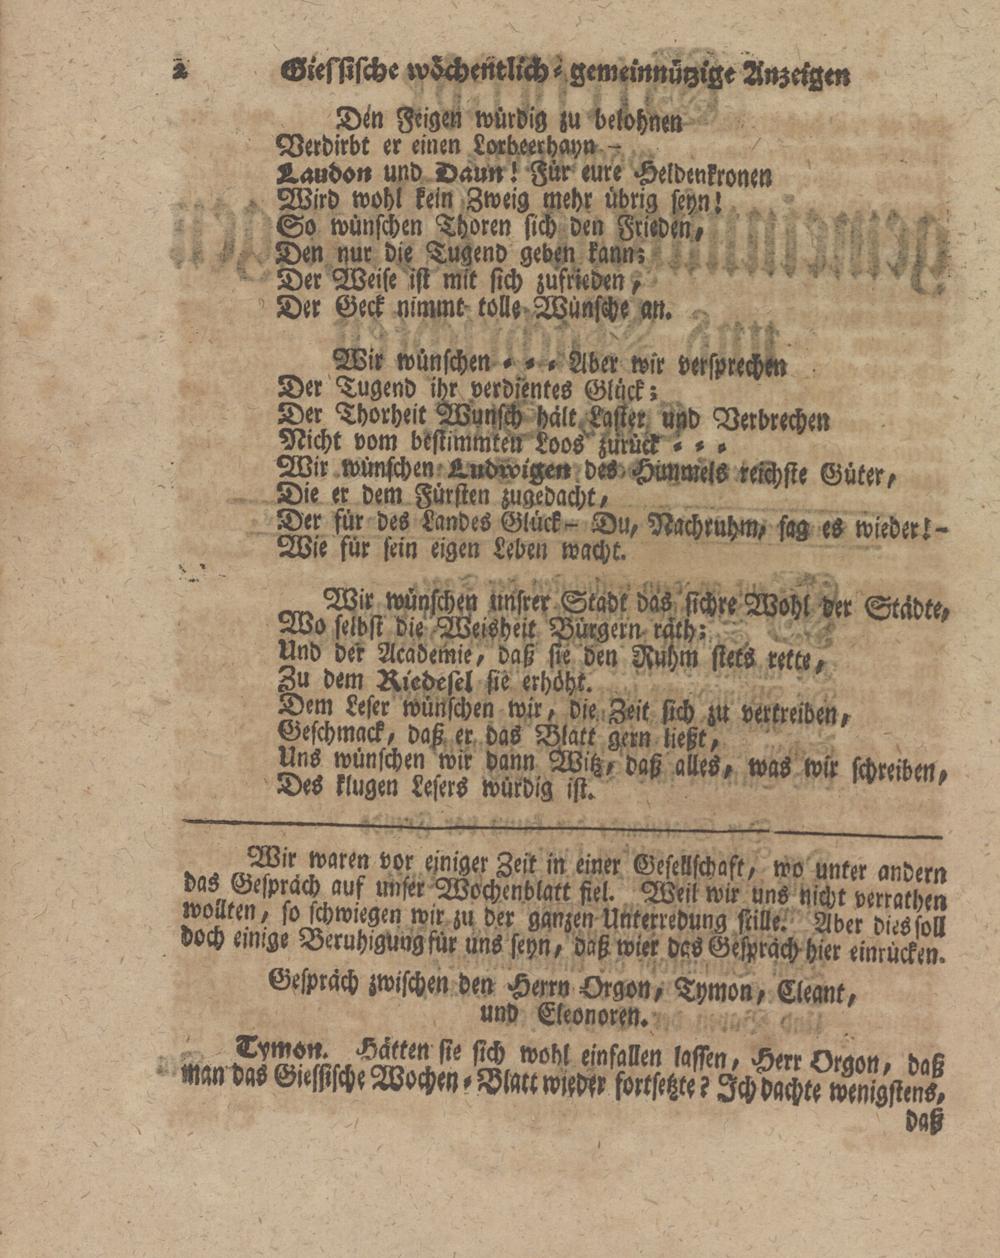 2 Giessische wöchentlich-gemeinnützige Anzeigen
Den Feigen würdig zu belohnen
Verdirbt er einen Lorbeerhayn –
Laudon und Daun! Für eure Heldenkronen
Wird wohl kein Zweig mehr übrig seyn!
So wünschen Thoren sich den Frieden,
Den nur die Tugend geben kann;
Der Weise ist mit sich zufrieden,
Der Geck nimmt tolle Wünsche an.
Wir wünschen - - - Aber wir versprechen
Der Tugend ihr verdientes Glück;
Der Thorheit Wunsch hält Laster und Verbrechen
Nicht vom bestimmten Loos zurück - - -
Wir wünschen Ludwigen des Himmels reichste Güter,
Die er dem Fürsten zugedacht,
Der für des Landes Glück – Du, Nachruhm, sag es wieder! –
Wie für sein eigen Leben wacht.
Wir wünschen unsrer Stadt das sichre Wohl der Städte,
Wo selbst die Weisheit Bürgern räth;
Und der Academie, daß sie den Ruhm stets rette,
Zu dem Riedesel sie erhöht.
Dem Leser wünschen wir, die Zeit sich zu vertreiben,
Geschmack, daß er das Blatt gern ließt,
Uns wünschen wir dann Witz, daß alles, was wir schreiben,
Des klugen Lesers würdig ist.
Wir waren vor einiger Zeit in einer Gesellschaft, wo unter andern
das Gespräch auf unser Wochenblatt fiel. Weil wir uns nicht verrathen
wollten, so schwiegen wir zu der ganzen Unterredung stille. Aber dies soll
doch einige Beruhigung für uns seyn, daß wier das Gespräch hier einrücken.
Gespräch zwischen den Herrn Orgon, Tymon, Cleant,
und Eleonoren.
Tymon. Hätten sie sich wohl einfallen lassen, Herr Orgon, daß
man das Giessische Wochen-Blatt wieder fortsetzte? Ich dachte wenigstens,
daß